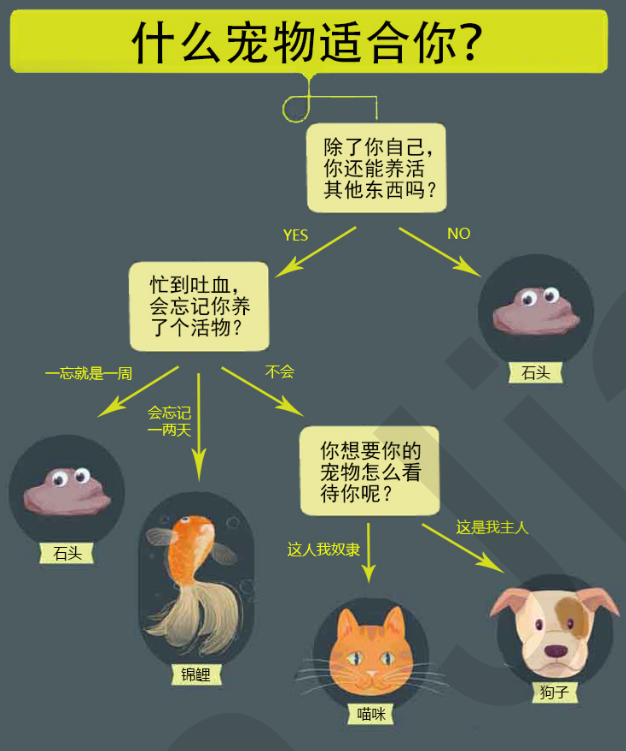 什么宠物适合你？
除了你自己，
你还能养活
其他东西吗？
YES
NO
忙到吐血，
会忘记你养
了个活物？
石头
一忘就是一周
会忘记
一两天
不会
你想要你的
宠物怎么看
待你呢？
石头
这人我奴隶
这是我主人
锦鲤
喵咪
狗子